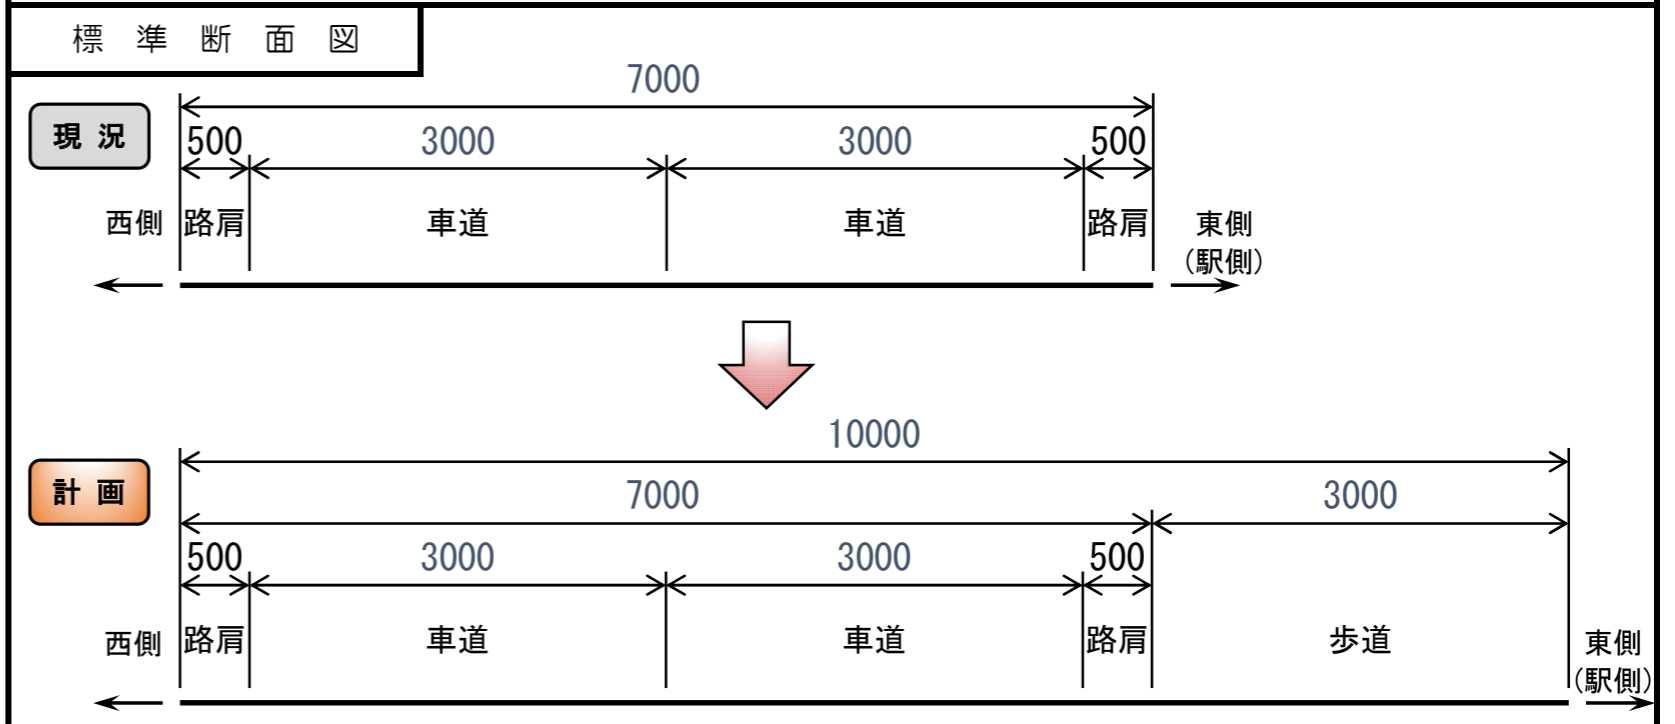 標準断面図
7000
現況
500 3000 3000 500
西側 路肩 車道 車道 路肩 東側
(駅側)
10000
計画
7000 3000
500 3000 3000 500
西側 路肩 車道 車道 路肩 歩道 東側
(駅側)